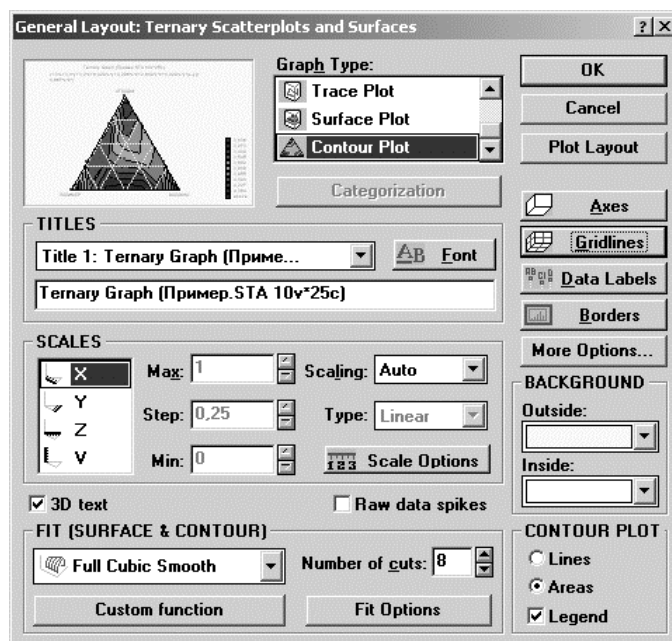 General Layout: Ternary Scatterplots and Surfaces
Graph Type:
Trace Plot
Surface Plot
Contour Plot
Categorization
OK
Cancel
Plot Layout
Axes
Gridlines
Data Labels
Borders
More Options...
TITLES
Title 1: Ternary Graph (Приме...
AB Font
Ternary Graph (Пример.STA 10v*25c)
SCALES
X
Y
Z
V
Max: 1
Step: 0,25
Min: 0
Scaling: Auto
Type: Linear
123 Scale Options
BACKGROUND
Outside:
Inside:
3D text
Raw data spikes
FIT (SURFACE & CONTOUR)
Full Cubic Smooth
Number of cuts: 8
Custom function
Fit Options
CONTOUR PLOT
Lines
Areas
Legend